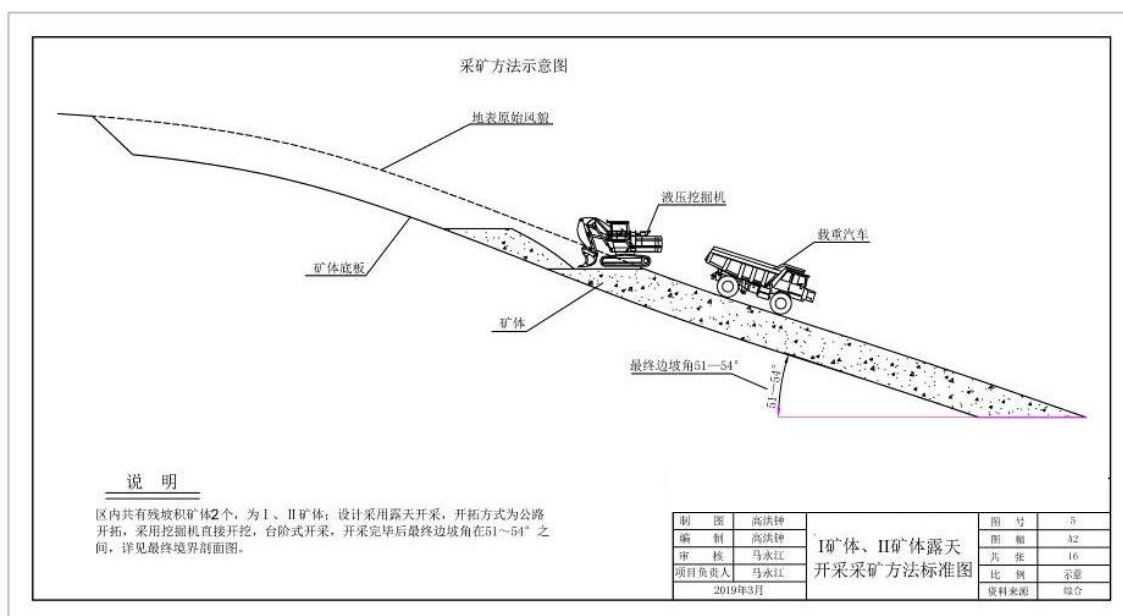 采矿方法示意图
地表原始风貌
液压挖掘机
载重汽车
矿体底板
矿体
最终边坡角51—54°
51—54°
说 明
区内共有残坡积矿体2个，为Ⅰ、Ⅱ矿体；设计采用露天开采，开拓方式为公路
开拓，采用挖掘机直接开挖，台阶式开采，开采完毕后最终边坡角在51～54°之
间，详见最终境界剖面图。
制 图 高洪钟
编 制 高洪钟
审 核 马永江
项目负责人 马永江
2019年3月
Ⅰ矿体、Ⅱ矿体露天
开采采矿方法标准图
图 号 5
图 幅 A2
共 张 16
比 例 示意
资料来源 综合